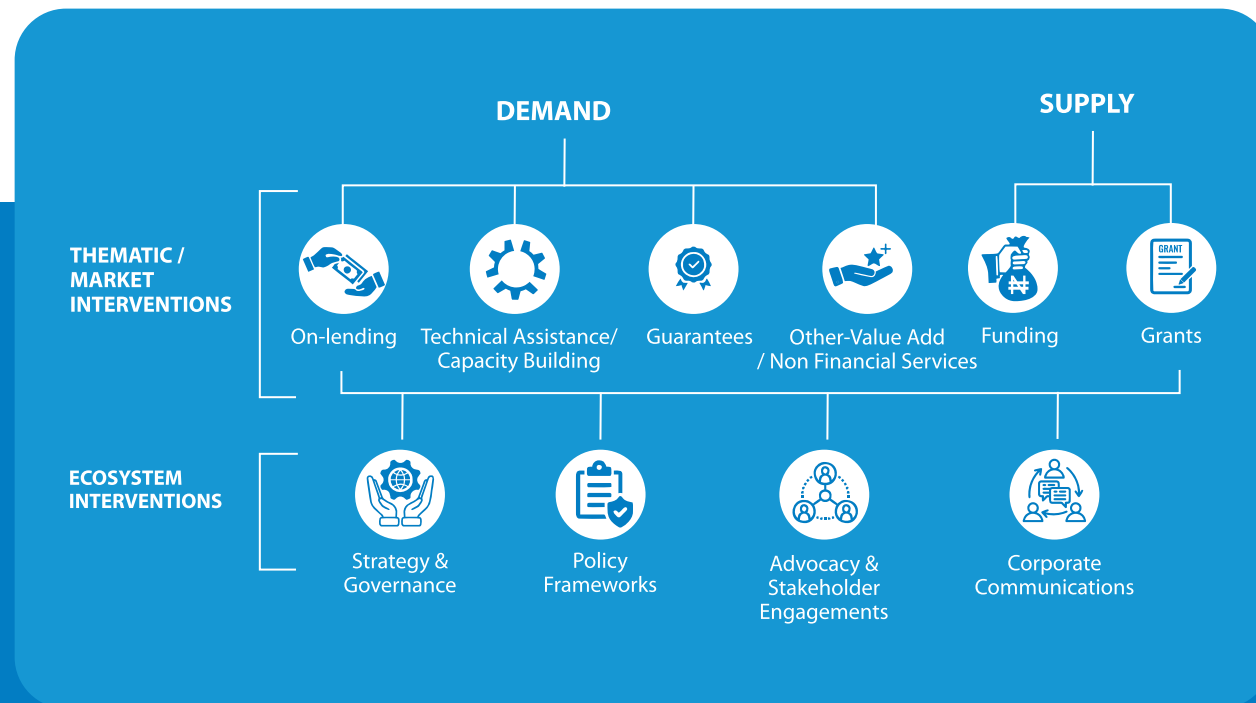 DEMAND
SUPPLY
THEMATIC /
MARKET
INTERVENTIONS
GRANT
₦
On-lending
Technical Assistance/
Capacity Building
Guarantees
Other-Value Add
/ Non Financial Services
Funding
Grants
ECOSYSTEM
INTERVENTIONS
Strategy &
Governance
Policy
Frameworks
Advocacy &
Stakeholder
Engagements
Corporate
Communications